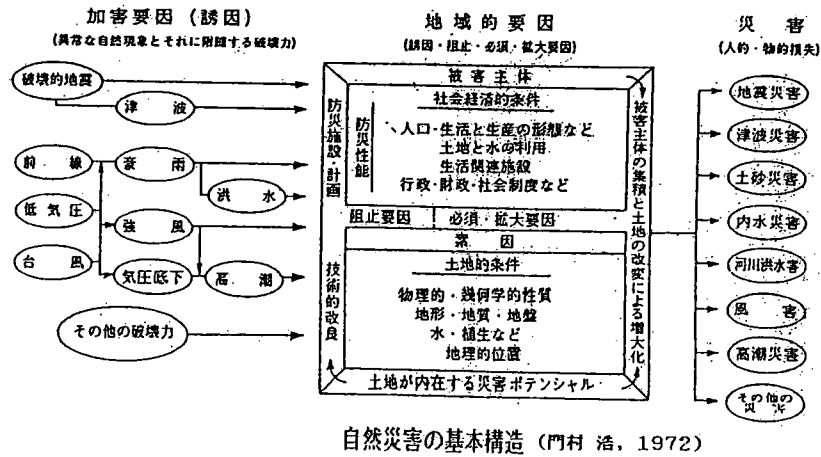 加害要因（誘因）
（異常な自然現象とそれに附随する破壊力）
破壊的地震
津波
前線
豪雨
洪水
低気圧
強風
台風
気圧低下
高潮
その他の破壊力
地域的要因
（誘因・阻止・必須・拡大要因）
被害主体
防災施設・計画
防災性能
社会経済的条件
人口・生活と生産の形態など
土地と水の利用
生活関連施設
行政・財政・社会制度など
阻止要因
必須・拡大要因
素因
技術的改良
土地的条件
物理的・幾何学的性質
地形・地質・地盤
水・植生など
地理的位置
被害主体の集積と土地の改変による増大化
土地が内在する災害ポテンシャル
災害
（人的・物的損失）
地震災害
津波災害
土砂災害
内水災害
河川洪水害
風害
高潮災害
その他の
災害
自然災害の基本構造（門村 浩，1972）